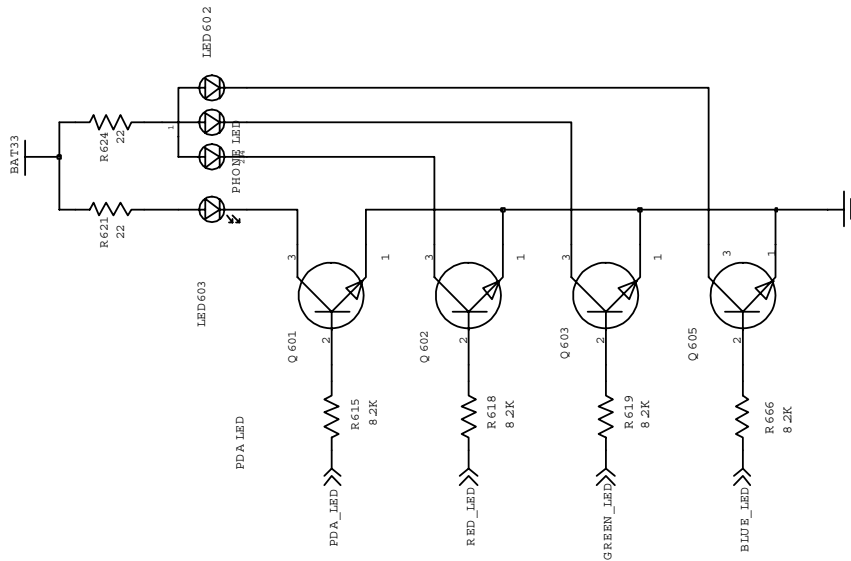 LED602
BAT33
R624
22
1
PHONE LED
R621
22
LED603
3
1
3
1
3
1
3
1
Q601
2
Q602
2
Q603
2
Q605
2
R615
8.2K
R618
8.2K
R619
8.2K
R666
8.2K
PDA LED
PDA_LED
RED_LED
GREEN_LED
BLUE_LED